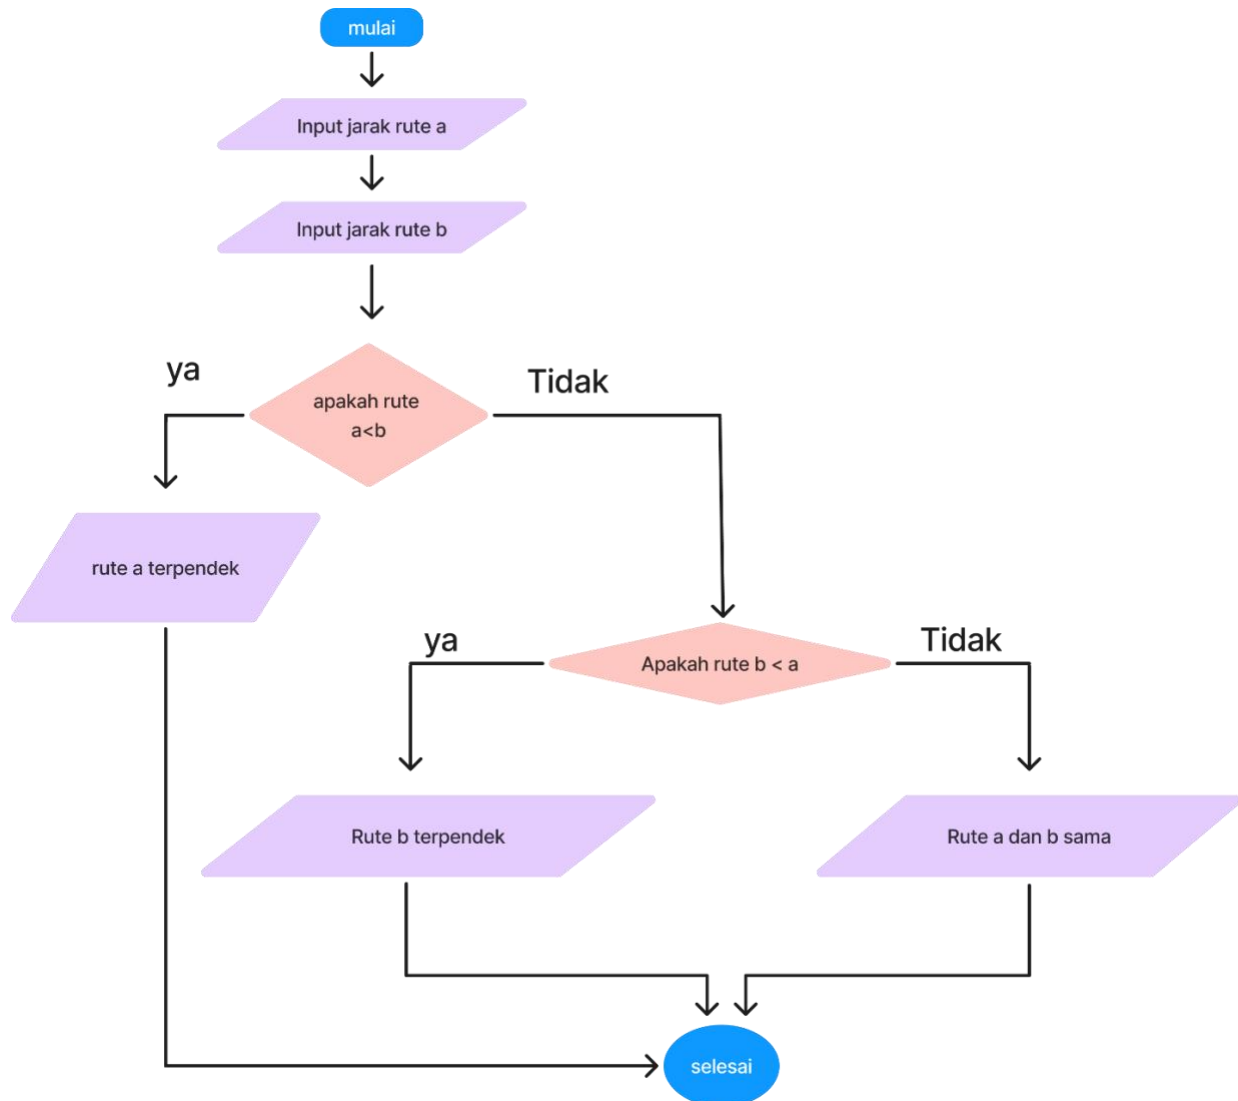 mulai
Input jarak rute a
Input jarak rute b
ya
Tidak
apakah rute
a<b
rute a terpendek
ya
Tidak
Apakah rute b < a
Rute b terpendek
Rute a dan b sama
selesai